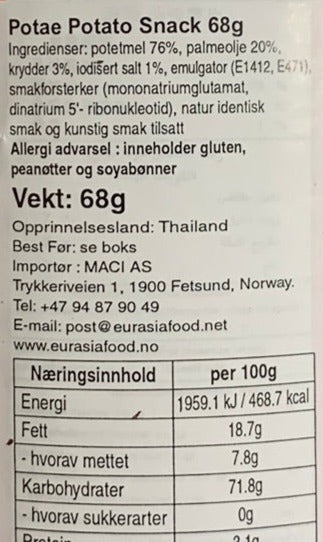 Potae Potato Snack 68g
Ingredienser: potetmel 76%, palmeolje 20%,
krydder 3%, iodisert salt 1%, emulgator (E1412, E471),
smakforsterker (mononatriumglutamat,
dinatrium 5'- ribonukleotid), natur identisk
smak og kunstig smak tilsatt
Allergi advarsel : inneholder gluten,
peanøtter og soyabønner
Vekt: 68g
Opprinnelsesland: Thailand
Best Før: se boks
Importør : MACI AS
Trykkeriveien 1, 1900 Fetsund, Norway.
Tel: +47 94 87 90 49
E-mail: post@eurasiafood.net
www.eurasiafood.no
Næringsinnhold per 100g
Energi 1959.1 kJ / 468.7 kcal
Fett 18.7g
- hvorav mettet 7.8g
Karbohydrater 71.8g
- hvorav sukkerarter 0g
Protein